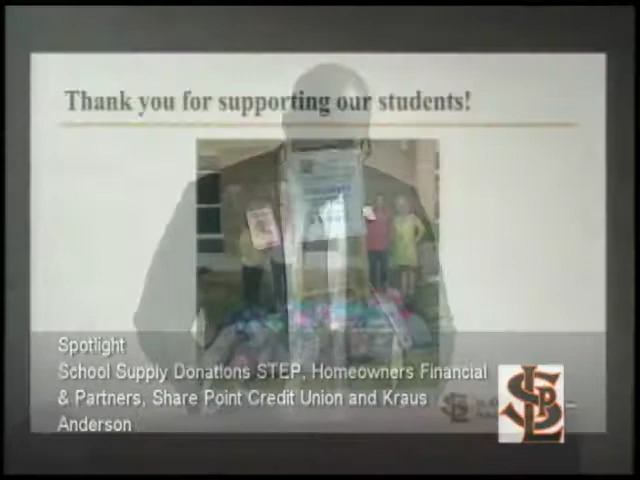 Thank you for supporting our students!
Spotlight
School Supply Donations STEP, Homeowners Financial
& Partners, Share Point Credit Union and Kraus
Anderson
SLP